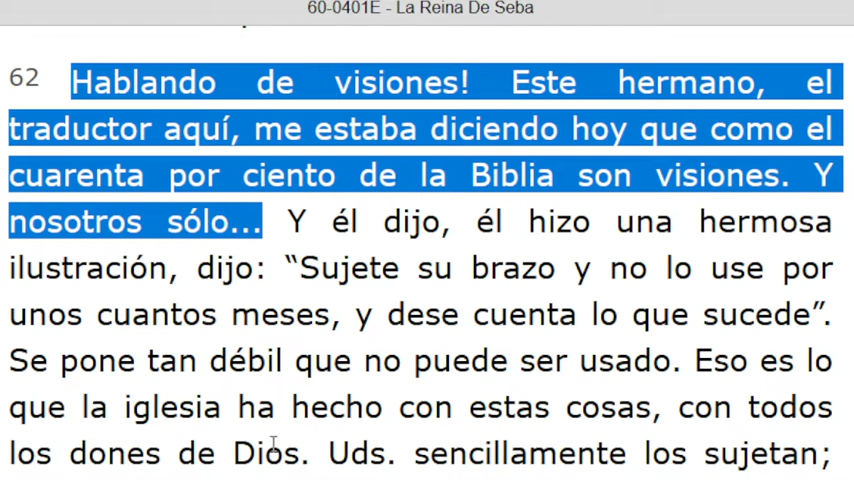 60-0401E - La Reina De Seba
62 Hablando de visiones! Este hermano, el
traductor aquí, me estaba diciendo hoy que como el
cuarenta por ciento de la Biblia son visiones. Y
nosotros sólo... Y él dijo, él hizo una hermosa
ilustración, dijo: “Sujete su brazo y no lo use por
unos cuantos meses, y dese cuenta lo que sucede”.
Se pone tan débil que no puede ser usado. Eso es lo
que la iglesia ha hecho con estas cosas, con todos
los dones de Dios. Uds. sencillamente los sujetan;